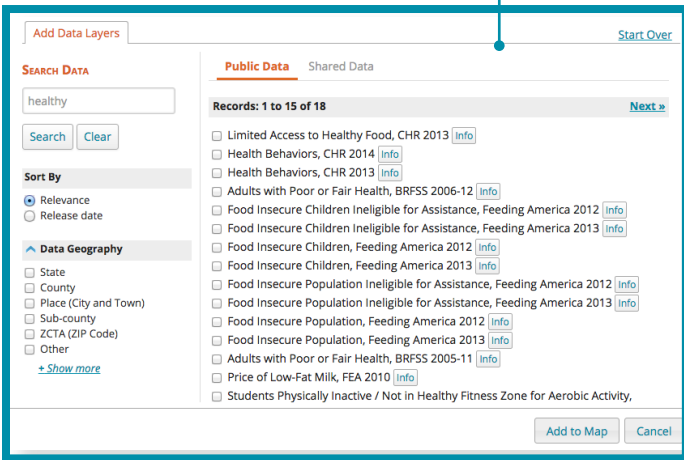 Add Data Layers
Start Over
SEARCH DATA
healthy
Search Clear
Sort By
Relevance
Release date
Data Geography
State
County
Place (City and Town)
Sub-county
ZCTA (ZIP Code)
Other
+ Show more
Public Data Shared Data
Records: 1 to 15 of 18 Next »
Limited Access to Healthy Food, CHR 2013 Info
Health Behaviors, CHR 2014 Info
Health Behaviors, CHR 2013 Info
Adults with Poor or Fair Health, BRFSS 2006-12 Info
Food Insecure Children Ineligible for Assistance, Feeding America 2012 Info
Food Insecure Children Ineligible for Assistance, Feeding America 2013 Info
Food Insecure Children, Feeding America 2012 Info
Food Insecure Children, Feeding America 2013 Info
Food Insecure Population Ineligible for Assistance, Feeding America 2012 Info
Food Insecure Population Ineligible for Assistance, Feeding America 2013 Info
Food Insecure Population, Feeding America 2012 Info
Food Insecure Population, Feeding America 2013 Info
Adults with Poor or Fair Health, BRFSS 2005-11 Info
Price of Low-Fat Milk, FEA 2010 Info
Students Physically Inactive / Not in Healthy Fitness Zone for Aerobic Activity,
Add to Map Cancel